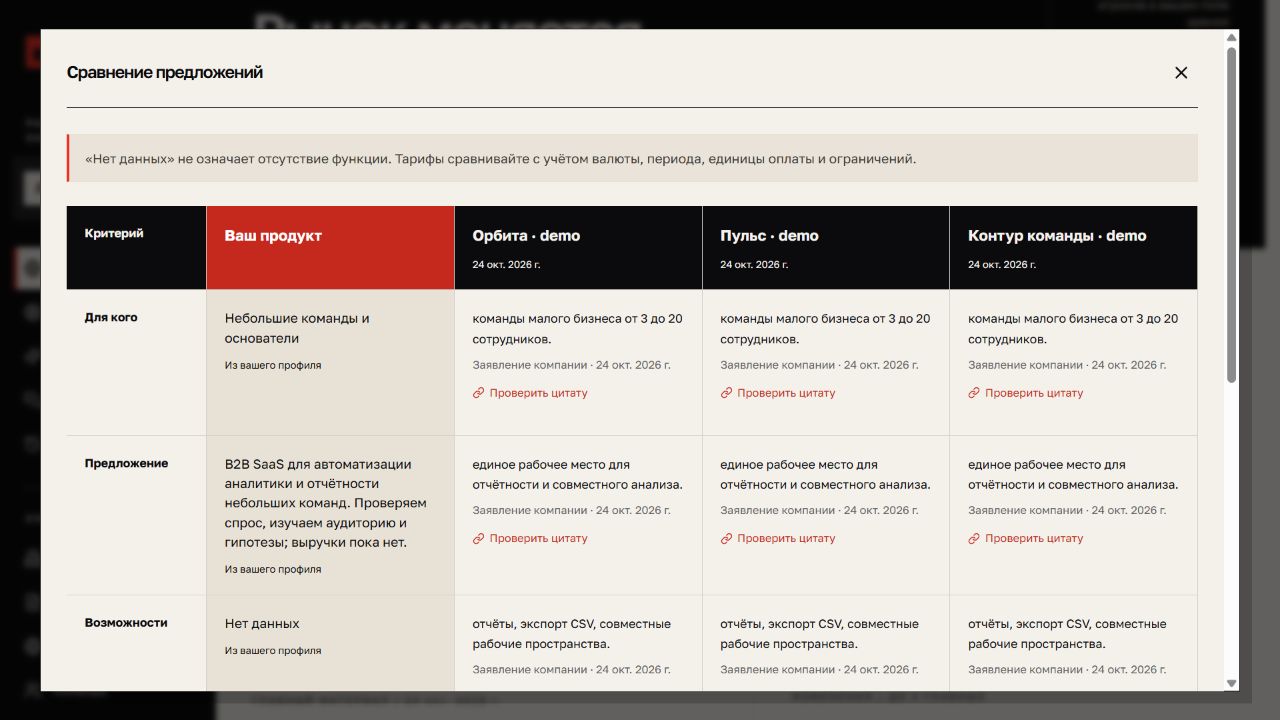 Сравнение предложений
«Нет данных» не означает отсутствие функции. Тарифы сравнивайте с учётом валюты, периода, единицы оплаты и ограничений.
Критерий
Ваш продукт
Орбита · demo
24 окт. 2026 г.
Пульс · demo
24 окт. 2026 г.
Контур команды · demo
24 окт. 2026 г.
Для кого
Небольшие команды и
основатели
Из вашего профиля
команды малого бизнеса от 3 до 20
сотрудников.
Заявление компании · 24 окт. 2026 г.
Проверить цитату
команды малого бизнеса от 3 до 20
сотрудников.
Заявление компании · 24 окт. 2026 г.
Проверить цитату
команды малого бизнеса от 3 до 20
сотрудников.
Заявление компании · 24 окт. 2026 г.
Проверить цитату
Предложение
B2B SaaS для автоматизации
аналитики и отчётности
небольших команд. Проверяем
спрос, изучаем аудиторию и
гипотезы; выручки пока нет.
Из вашего профиля
единое рабочее место для
отчётности и совместного анализа.
Заявление компании · 24 окт. 2026 г.
Проверить цитату
единое рабочее место для
отчётности и совместного анализа.
Заявление компании · 24 окт. 2026 г.
Проверить цитату
единое рабочее место для
отчётности и совместного анализа.
Заявление компании · 24 окт. 2026 г.
Проверить цитату
Возможности
Нет данных
Из вашего профиля
отчёты, экспорт CSV, совместные
рабочие пространства.
Заявление компании · 24 окт. 2026 г.
отчёты, экспорт CSV, совместные
рабочие пространства.
Заявление компании · 24 окт. 2026 г.
отчёты, экспорт CSV, совместные
рабочие пространства.
Заявление компании · 24 окт. 2026 г.